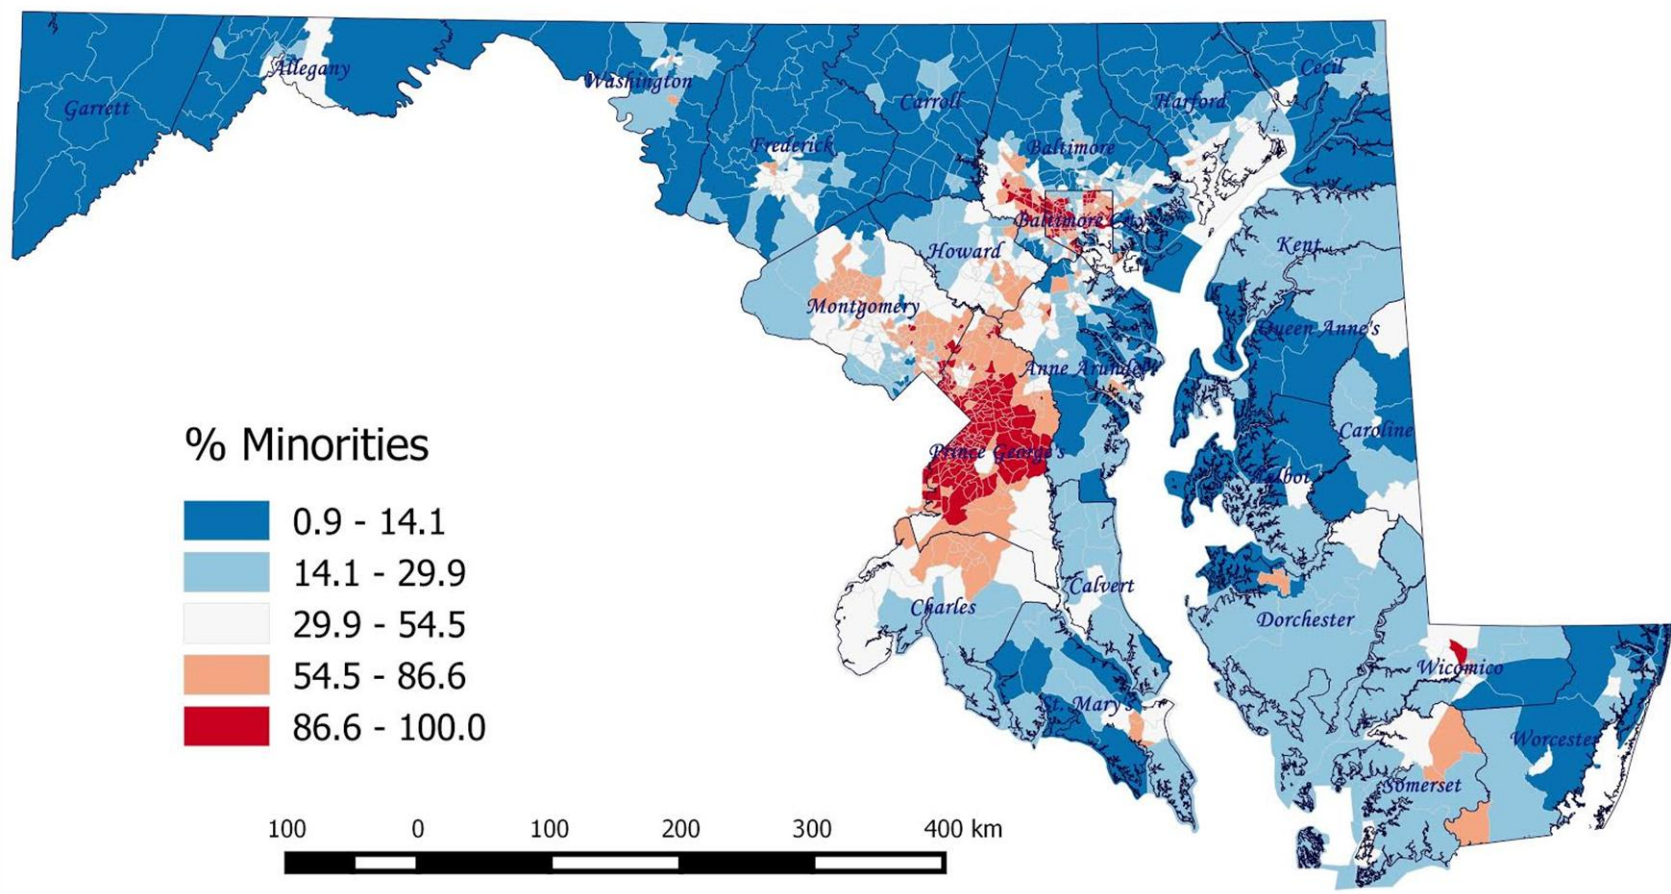 Garrett
Allegany
Washington
Frederick
Carroll
Baltimore
Harford
Cecil
Baltimore City
Howard
Kent
Montgomery
Queen Anne's
Anne Arundel
Caroline
Prince George's
Talbot
Calvert
Charles
Dorchester
St. Mary's
Wicomico
Worcester
Somerset
% Minorities
0.9 - 14.1
14.1 - 29.9
29.9 - 54.5
54.5 - 86.6
86.6 - 100.0
100 0 100 200 300 400 km